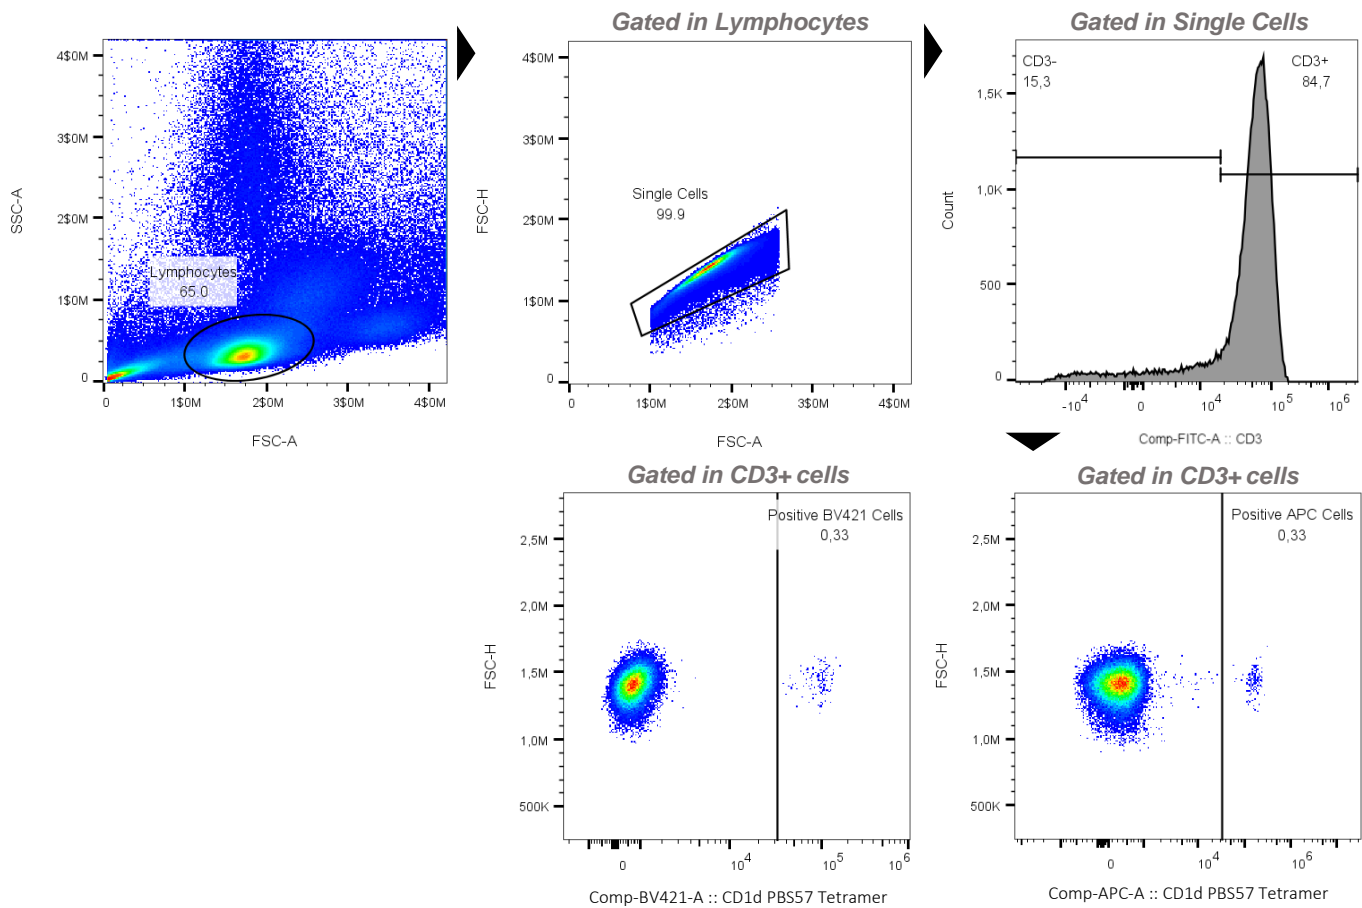 Gated in Lymphocytes
Gated in Single Cells
4$0M
3$0M
2$0M
1$0M
0
SSC-A
Lymphocytes
65.0
0
1$0M
2$0M
3$0M
4$0M
FSC-A
4$0M
3$0M
2$0M
1$0M
0
FSC-H
Single Cells
99.9
0
1$0M
2$0M
3$0M
4$0M
FSC-A
1,5K
1,0K
500
0
Count
CD3-
15,3
CD3+
84,7
-10^4
0
10^4
10^5
10^6
Comp-FITC-A :: CD3
Gated in CD3+ cells
Gated in CD3+ cells
2,5M
2,0M
1,5M
1,0M
500K
FSC-H
Positive BV421 Cells
0,33
0
10^4
10^5
10^6
Comp-BV421-A :: CD1d PBS57 Tetramer
2,5M
2,0M
1,5M
1,0M
500K
FSC-H
Positive APC Cells
0,33
0
10^4
10^6
Comp-APC-A :: CD1d PBS57 Tetramer